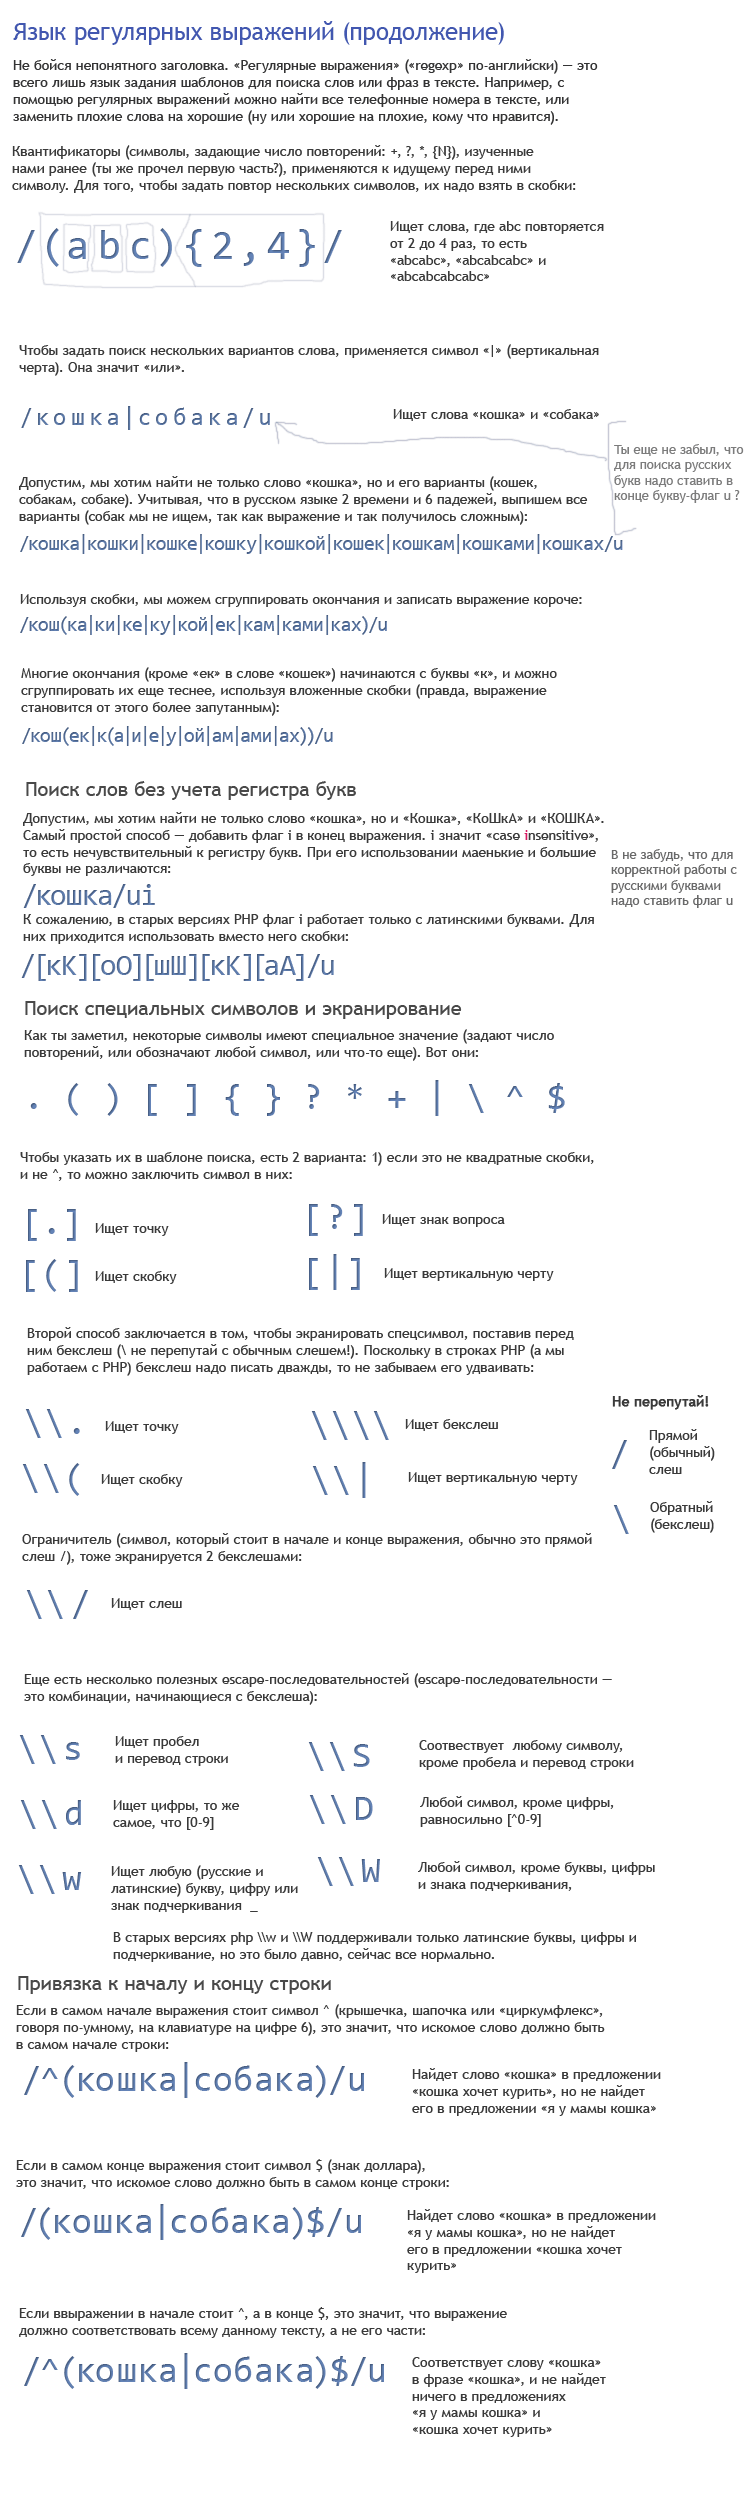 Язык регулярных выражений (продолжение)
Не бойся непонятного заголовка. «Регулярные выражения» («regexp» по-английски) — это
всего лишь язык задания шаблонов для поиска слов или фраз в тексте. Например, с
помощью регулярных выражений можно найти все телефонные номера в тексте, или
заменить плохие слова на хорошие (ну или хорошие на плохие, кому что нравится).
Квантификаторы (символы, задающие число повторений: +, ?, *, {N}), изученные
нами ранее (ты же прочел первую часть?), применяются к идущему перед ними
символу. Для того, чтобы задать повтор нескольких символов, их надо взять в скобки:
/(abc){2,4}/
Ищет слова, где abc повторяется
от 2 до 4 раз, то есть
«abcabc», «abcabcabc» и
«abcabcabcabc»
Чтобы задать поиск нескольких вариантов слова, применяется символ «|» (вертикальная
черта). Она значит «или».
/кошка|собака/u
Ищет слова «кошка» и «собака»
Ты еще не забыл, что
для поиска русских
букв надо ставить в
конце букву-флаг u ?
Допустим, мы хотим найти не только слово «кошка», но и его варианты (кошек,
собакам, собаке). Учитывая, что в русском языке 2 времени и 6 падежей, выпишем все
варианты (собак мы не ищем, так как выражение и так получилось сложным):
/кошка|кошки|кошке|кошку|кошкой|кошек|кошкам|кошками|кошках/u
Используя скобки, мы можем сгруппировать окончания и записать выражение короче:
/кош(ка|ки|ке|ку|кой|ек|кам|ками|ках)/u
Многие окончания (кроме «ек» в слове «кошек») начинаются с буквы «к», и можно
сгруппировать их еще теснее, используя вложенные скобки (правда, выражение
становится от этого более запутанным):
/кош(ек|к(а|и|е|у|ой|ам|ами|ах))/u
Поиск слов без учета регистра букв
Допустим, мы хотим найти не только слово «кошка», но и «Кошка», «КоШкА» и «КОШКА».
Самый простой способ — добавить флаг i в конец выражения. i значит «case insensitive»,
то есть нечувствительный к регистру букв. При его использовании маенькие и большие
буквы не различаются:
В не забудь, что для
корректной работы с
русскими буквами
надо ставить флаг u
/кошка/ui
К сожалению, в старых версиях PHP флаг i работает только с латинскими буквами. Для
них приходится использовать вместо него скобки:
/[кК][оО][шШ][кК][аА]/u
Поиск специальных символов и экранирование
Как ты заметил, некоторые символы имеют специальное значение (задают число
повторений, или обозначают любой символ, или что-то еще). Вот они:
. ( ) [ ] { } ? * + | \ ^ $
Чтобы указать их в шаблоне поиска, есть 2 варианта: 1) если это не квадратные скобки,
и не ^, то можно заключить символ в них:
[.] Ищет точку
[?] Ищет знак вопроса
[(] Ищет скобку
[|] Ищет вертикальную черту
Второй способ заключается в том, чтобы экранировать спецсимвол, поставив перед
ним бекслеш (\ не перепутай с обычным слешем!). Поскольку в строках PHP (а мы
работаем с PHP) бекслеш надо писать дважды, то не забываем его удваивать:
\\. Ищет точку
\\\\ Ищет бекслеш
\\( Ищет скобку
\\| Ищет вертикальную черту
Не перепутай!
/ Прямой
(обычный)
слеш
\ Обратный
(бекслеш)
Ограничитель (символ, который стоит в начале и конце выражения, обычно это прямой
слеш /), тоже экранируется 2 бекслешами:
\\/ Ищет слеш
Еще есть несколько полезных escape-последовательностей (escape-последовательности —
это комбинации, начинающиеся с бекслеша):
\\s Ищет пробел
и перевод строки
\\S Соотвествует любому символу,
кроме пробела и перевод строки
\\d Ищет цифры, то же
самое, что [0-9]
\\D Любой символ, кроме цифры,
равносильно [^0-9]
\\w Ищет любую (русские и
латинские) букву, цифру или
знак подчеркивания _
\\W Любой символ, кроме буквы, цифры
и знака подчеркивания,
В старых версиях php \\w и \\W поддерживали только латинские буквы, цифры и
подчеркивание, но это было давно, сейчас все нормально.
Привязка к началу и концу строки
Если в самом начале выражения стоит символ ^ (крышечка, шапочка или «циркумфлекс»,
говоря по-умному, на клавиатуре на цифре 6), это значит, что искомое слово должно быть
в самом начале строки:
/^(кошка|собака)/u
Найдет слово «кошка» в предложении
«кошка хочет курить», но не найдет
его в предложении «я у мамы кошка»
Если в самом конце выражения стоит символ $ (знак доллара),
это значит, что искомое слово должно быть в самом конце строки:
/(кошка|собака)$/u
Найдет слово «кошка» в предложении
«я у мамы кошка», но не найдет
его в предложении «кошка хочет
курить»
Если ввыражении в начале стоит ^, а в конце $, это значит, что выражение
должно соответствовать всему данному тексту, а не его части:
/^(кошка|собака)$/u
Соответствует слову «кошка»
в фразе «кошка», и не найдет
ничего в предложениях
«я у мамы кошка» и
«кошка хочет курить»